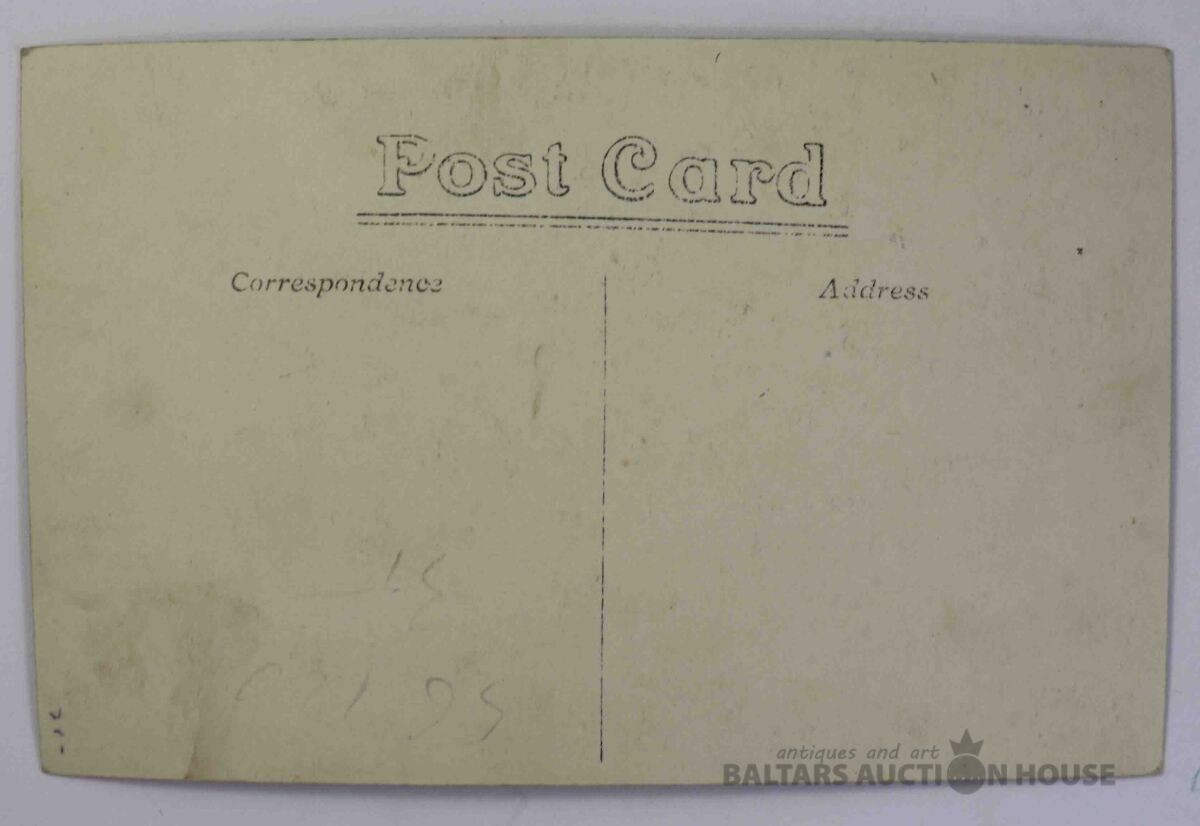 Post Card
Correspondence
Address
antiques and art
BALTARS AUCTION HOUSE